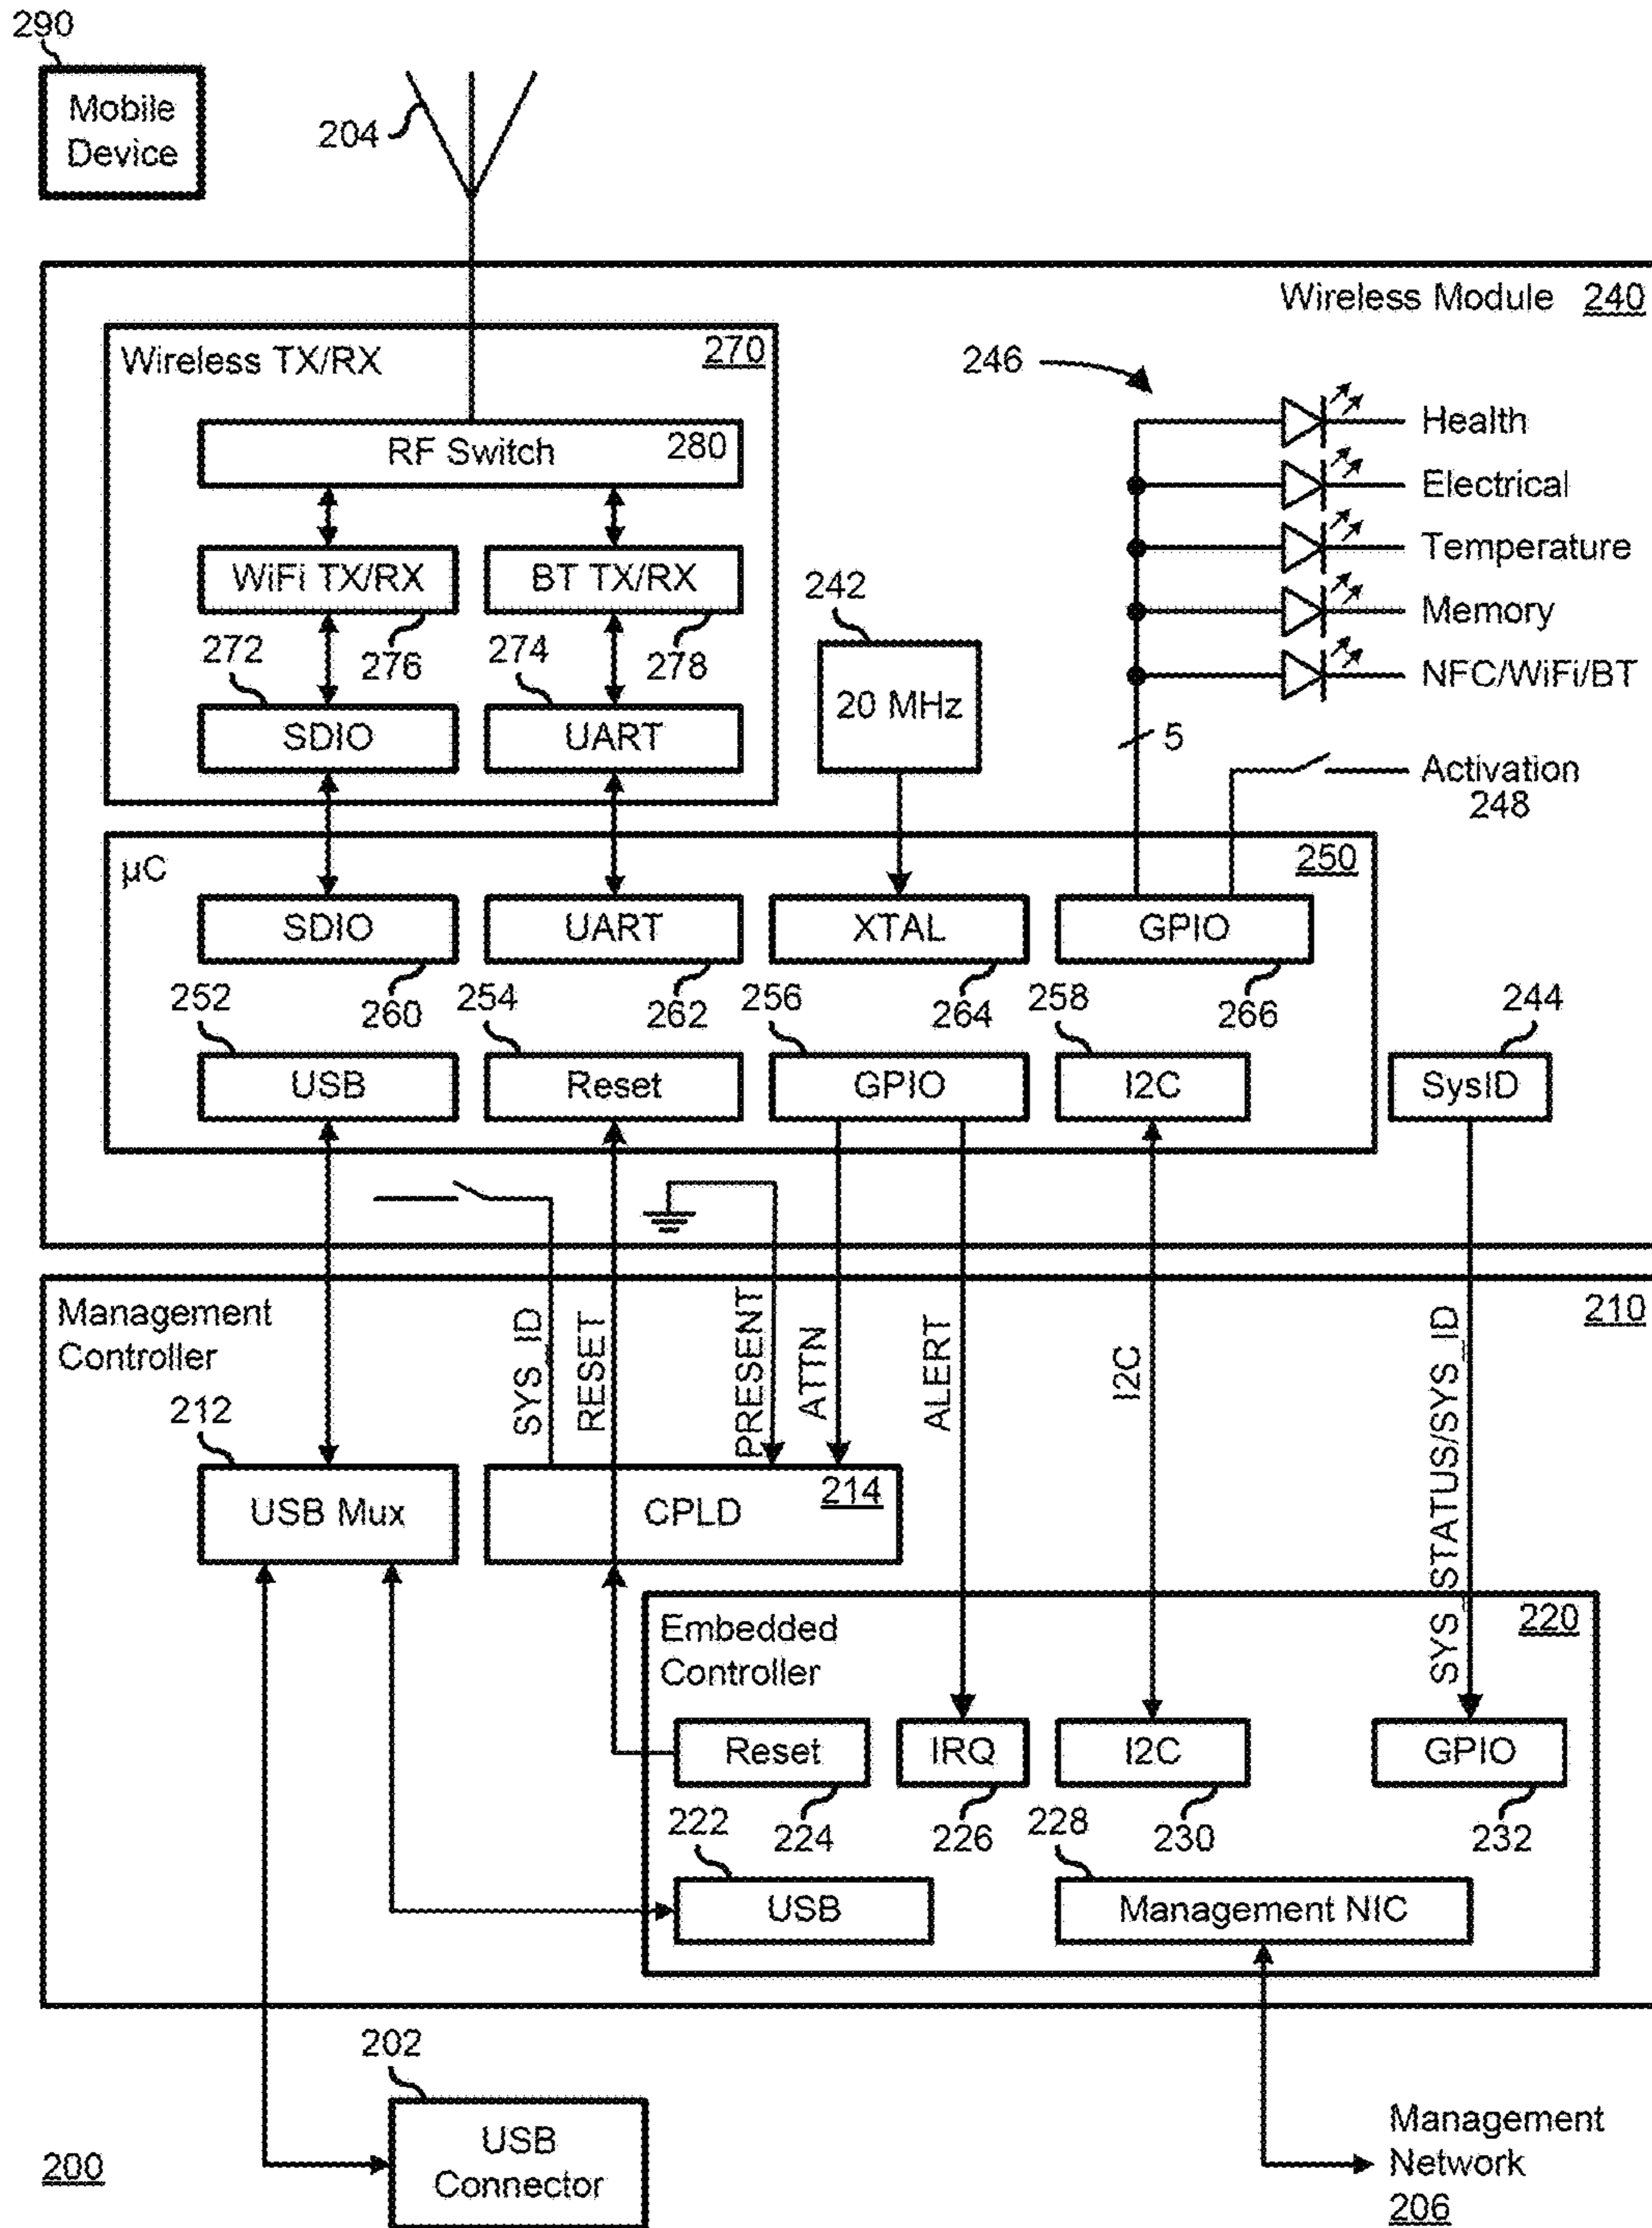 290
Mobile
Device
204
Wireless Module 240
Wireless TX/RX 270
246
Health
RF Switch 280
Electrical
WiFi TX/RX
BT TX/RX
Temperature
242
Memory
272
276
274
278
NFC/WiFi/BT
SDIO
UART
20 MHz
5
Activation
248
µC
250
SDIO
UART
XTAL
GPIO
252
260
254
262
256
264
258
266
244
USB
Reset
GPIO
I2C
SysID
Management
Controller
210
SYS_ID
RESET
PRESENT
ATTN
ALERT
I2C
SYS_STATUS/SYS_ID
212
USB Mux
CPLD
214
Embedded
Controller
220
Reset
IRQ
I2C
GPIO
222
224
226
228
230
232
USB
Management NIC
202
USB
Connector
Management
Network
206
200